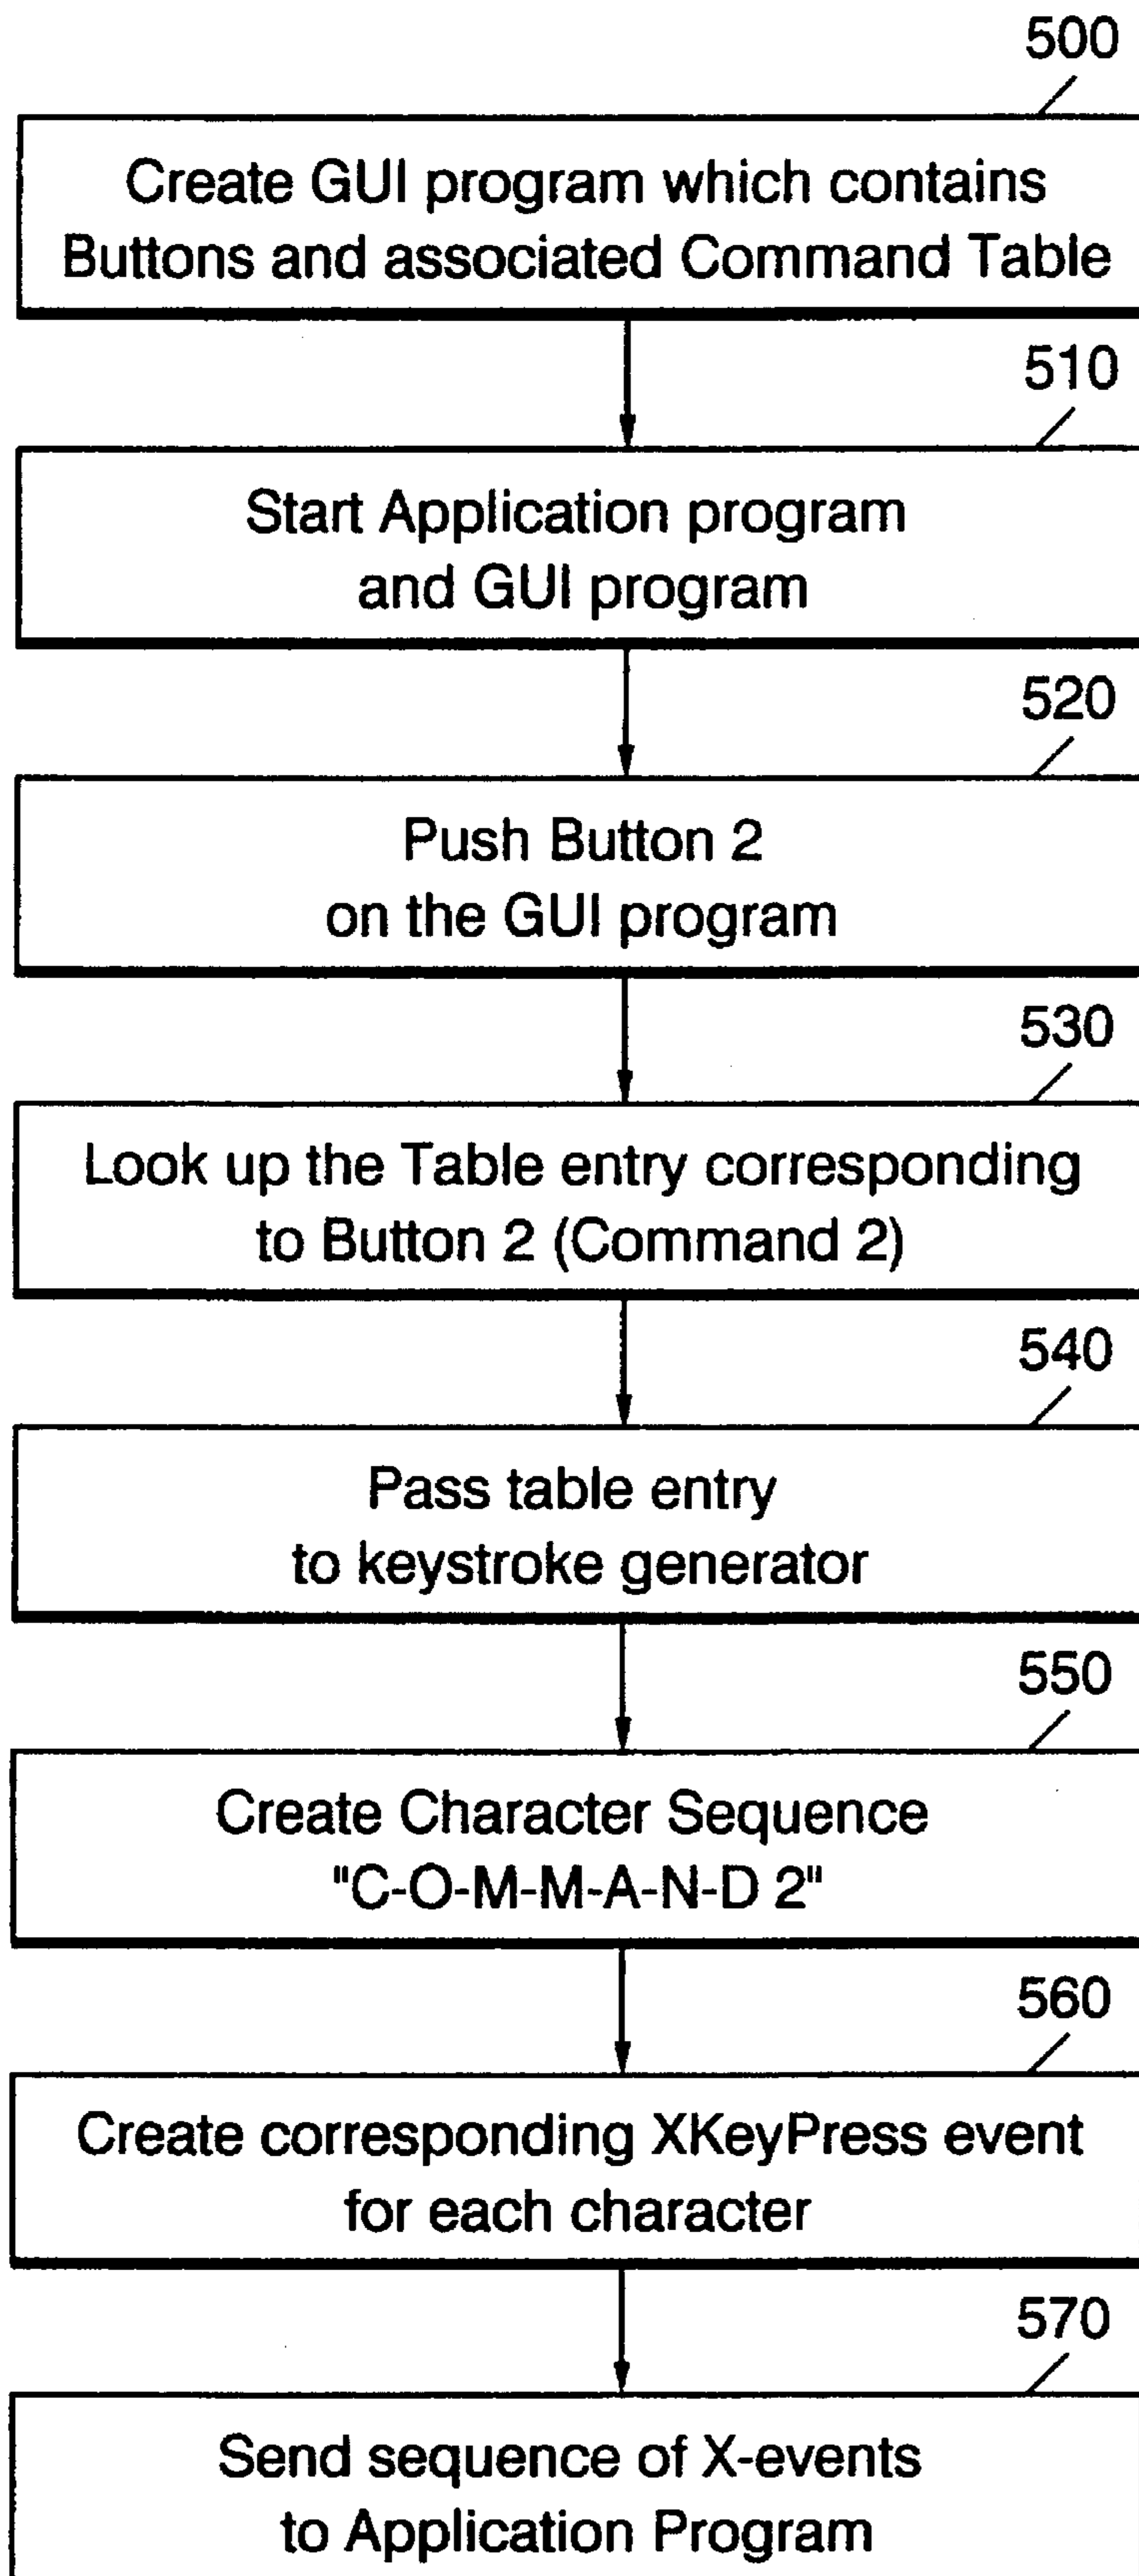 500
Create GUI program which contains
Buttons and associated Command Table
510
Start Application program
and GUI program
520
Push Button 2
on the GUI program
530
Look up the Table entry corresponding
to Button 2 (Command 2)
540
Pass table entry
to keystroke generator
550
Create Character Sequence
"C-O-M-M-A-N-D 2"
560
Create corresponding XKeyPress event
for each character
570
Send sequence of X-events
to Application Program